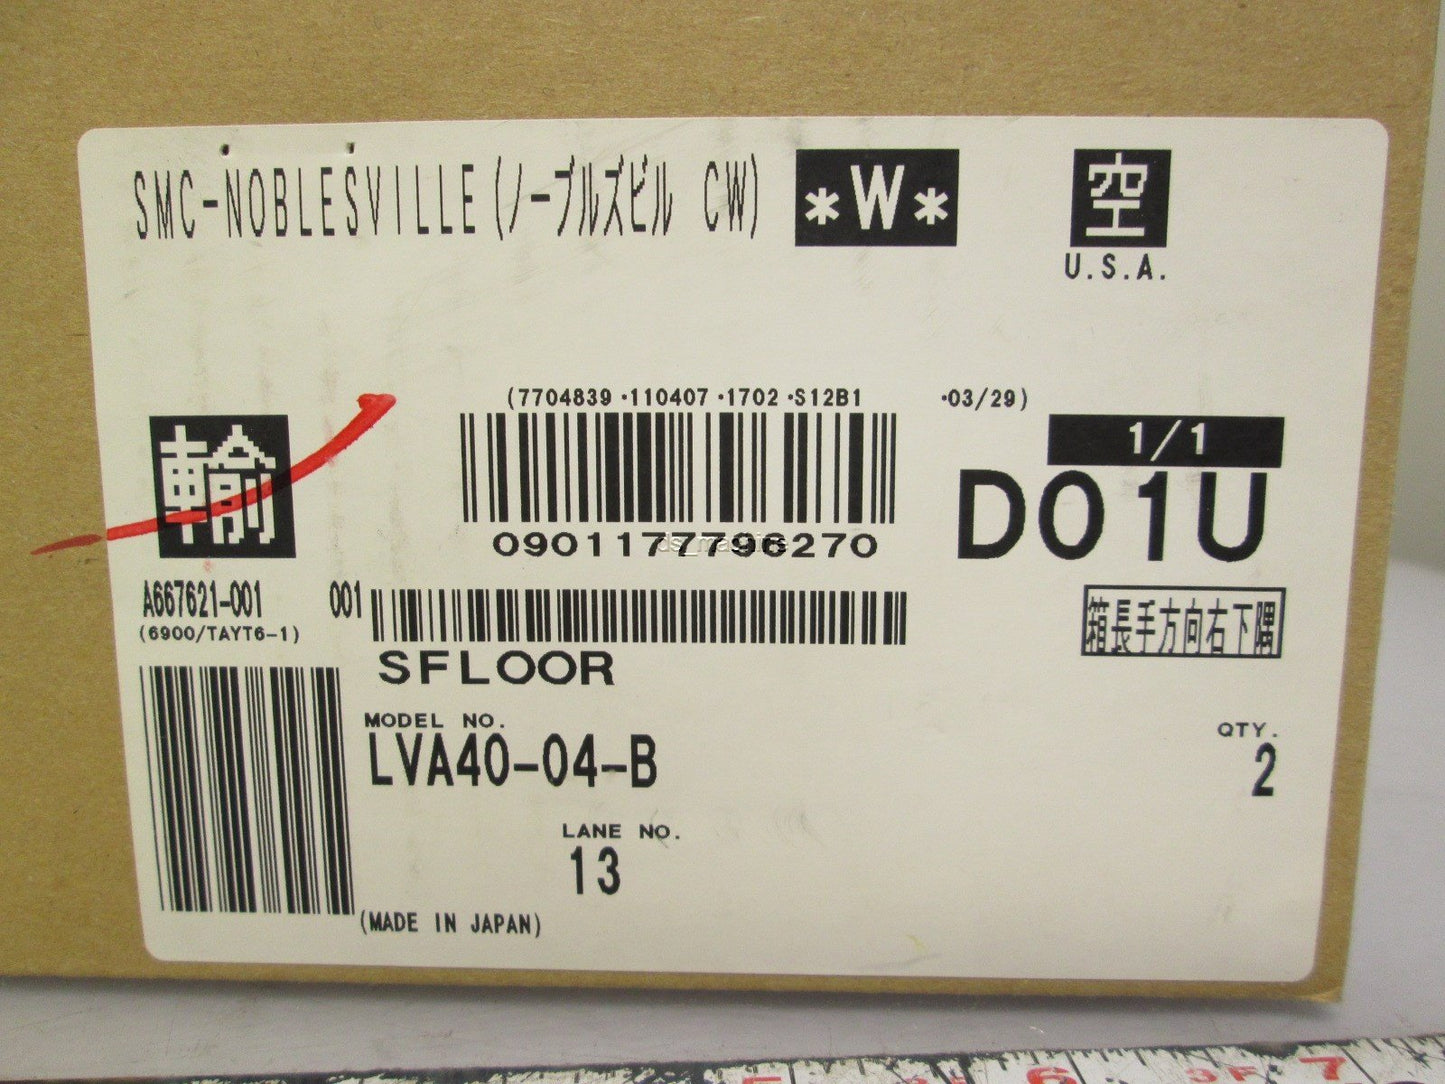 SMC-NOBLESVILLE(ノーブルズビル CW) *W* 空
U.S.A.
(7704839 ·110407 ·1702 ·S12B1 ·03/29)
1/1
輸
D01U
A667621-001
(6900/TAYT6-1)
001
SFLOOR
箱長手方向右下隅
MODEL NO.
LVA40-04-B
QTY.
2
LANE NO.
13
(MADE IN JAPAN)
6
7